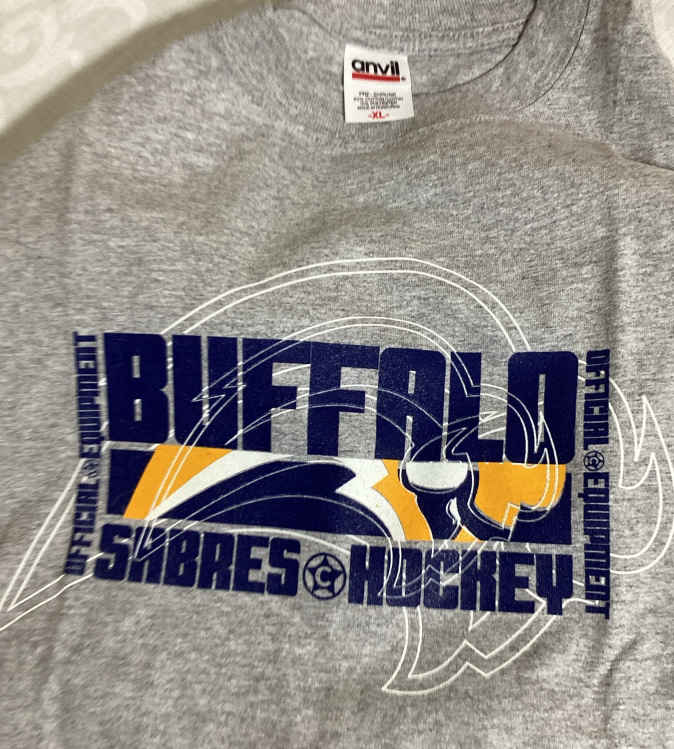 anvil
-XL-
BUFFALO
OFFICIAL EQUIPMENT
OFFICIAL EQUIPMENT
SABRES C HOCKEY